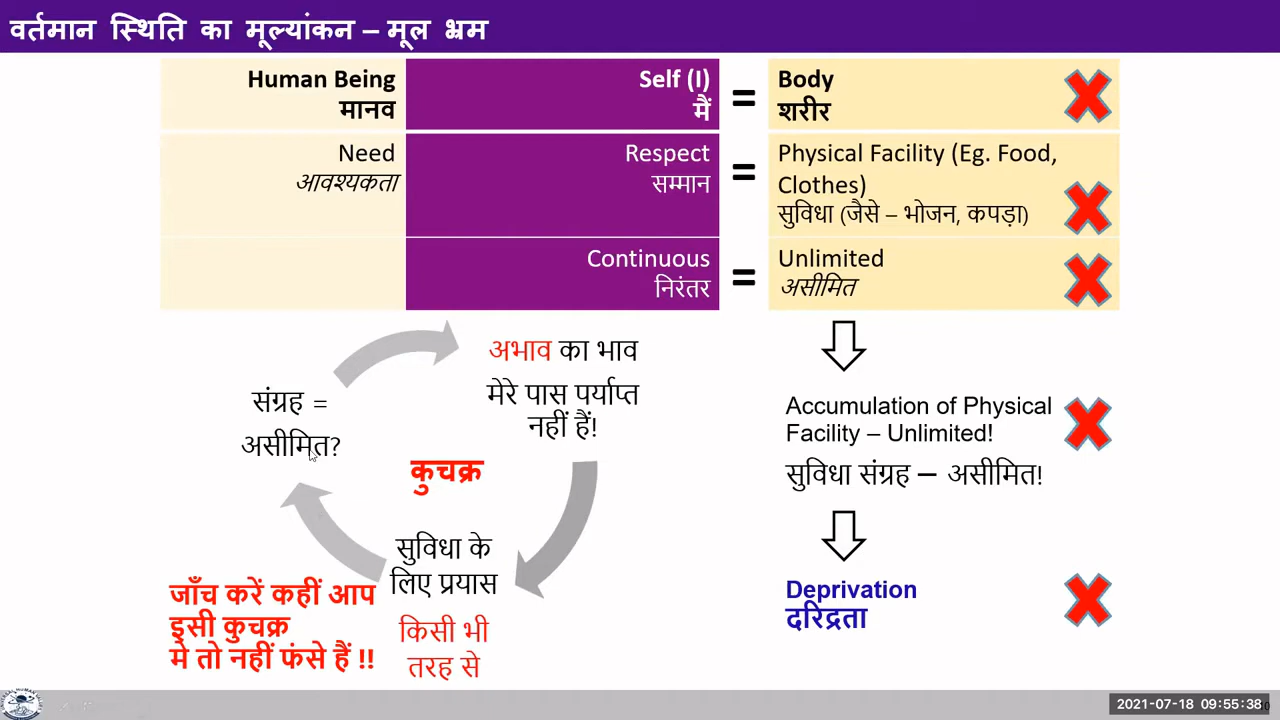 वर्तमान स्थिति का मूल्यांकन – मूल भ्रम
Human Being
मानव
Self (I)
मैं
=
Body
शरीर
Need
आवश्यकता
Respect
सम्मान
=
Physical Facility (Eg. Food,
Clothes)
सुविधा (जैसे – भोजन, कपड़ा)
Continuous
निरंतर
=
Unlimited
असीमित
अभाव का भाव
मेरे पास पर्याप्त
नहीं हैं!
संग्रह =
असीमित?
कुचक्र
सुविधा के
लिए प्रयास
किसी भी
तरह से
जाँच करें कहीं आप
इसी कुचक्र
मे तो नहीं फंसे हैं !!
Accumulation of Physical
Facility – Unlimited!
सुविधा संग्रह – असीमित!
Deprivation
दरिद्रता
2021-07-18 09:55:38